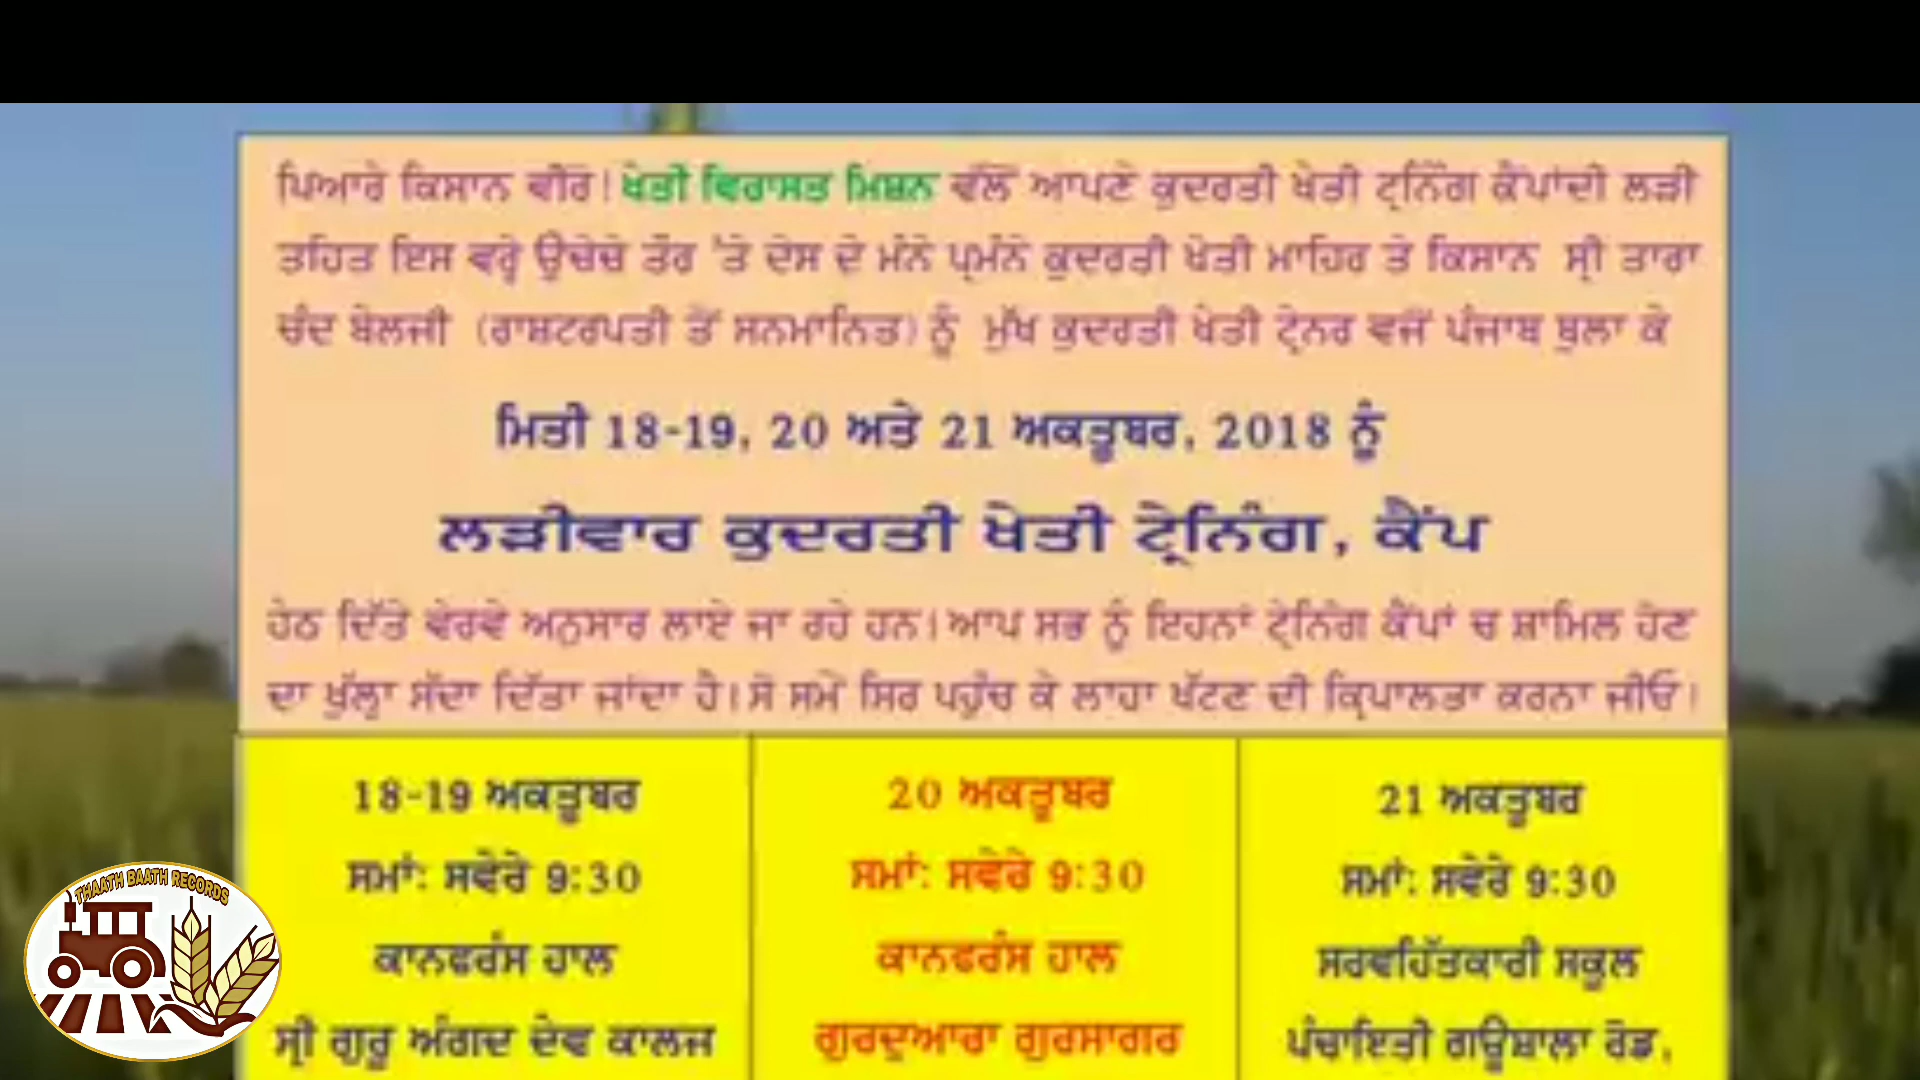 ਪਿਆਰੇ ਕਿਸਾਨ ਵੀਰੋ! ਖੇਤੀ ਵਿਰਾਸਤ ਮਿਸ਼ਨ ਵੱਲੋਂ ਆਪਣੇ ਕੁਦਰਤੀ ਖੇਤੀ ਟ੍ਰਨਿੰਗ ਕੈਂਪਾਂਦੀ ਲੜੀ
ਤਹਿਤ ਇਸ ਵਰ੍ਹੇ ਉਚੇਚੇ ਤੌਰ 'ਤੇ ਦੇਸ ਦੇ ਮੰਨੇ ਪ੍ਰਮੰਨੇ ਕੁਦਰਤੀ ਖੇਤੀ ਮਾਹਿਰ ਤੇ ਕਿਸਾਨ ਸ੍ਰੀ ਤਾਰਾ
ਚੰਦ ਬੇਲਜੀ (ਰਾਸ਼ਟਰਪਤੀ ਤੋਂ ਸਨਮਾਨਿਤ) ਨੂੰ ਮੁੱਖ ਕੁਦਰਤੀ ਖੇਤੀ ਟ੍ਰੇਨਰ ਵਜੋਂ ਪੰਜਾਬ ਬੁਲਾ ਕੇ
ਮਿਤੀ 18-19, 20 ਅਤੇ 21 ਅਕਤੂਬਰ, 2018 ਨੂੰ
ਲੜੀਵਾਰ ਕੁਦਰਤੀ ਖੇਤੀ ਟ੍ਰੇਨਿੰਗ, ਕੈਂਪ
ਹੇਠ ਦਿੱਤੇ ਵੇਰਵੇ ਅਨੁਸਾਰ ਲਾਏ ਜਾ ਰਹੇ ਹਨ। ਆਪ ਸਭ ਨੂੰ ਇਹਨਾਂ ਟ੍ਰੇਨਿੰਗ ਕੈਂਪਾਂ ਚ ਸ਼ਾਮਿਲ ਹੋਣ
ਦਾ ਖੁੱਲ੍ਹਾ ਸੱਦਾ ਦਿੱਤਾ ਜਾਂਦਾ ਹੈ। ਸੋ ਸਮੇਂ ਸਿਰ ਪਹੁੰਚ ਕੇ ਲਾਹਾ ਖੱਟਣ ਦੀ ਕ੍ਰਿਪਾਲਤਾ ਕਰਨਾ ਜੀਓ।
18-19 ਅਕਤੂਬਰ
ਸਮਾਂ: ਸਵੇਰੇ 9:30
ਕਾਨਫਰੰਸ ਹਾਲ
ਸ੍ਰੀ ਗੁਰੂ ਅੰਗਦ ਦੇਵ ਕਾਲਜ
20 ਅਕਤੂਬਰ
ਸਮਾਂ: ਸਵੇਰੇ 9:30
ਕਾਨਫਰੰਸ ਹਾਲ
ਗੁਰਦੁਆਰਾ ਗੁਰਸਾਗਰ
21 ਅਕਤੂਬਰ
ਸਮਾਂ: ਸਵੇਰੇ 9:30
ਸਰਵਹਿੱਤਕਾਰੀ ਸਕੂਲ
ਪੰਚਾਇਤੀ ਗਊਸ਼ਾਲਾ ਰੋਡ,
THAATH BAATH RECORDS